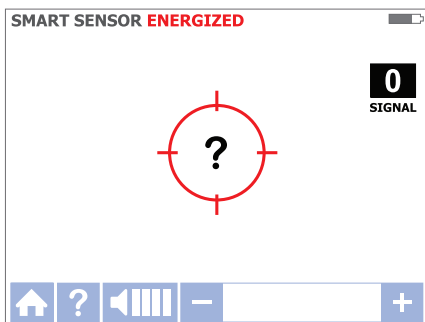 SMART SENSOR ENERGIZED
0
SIGNAL
?
? − +